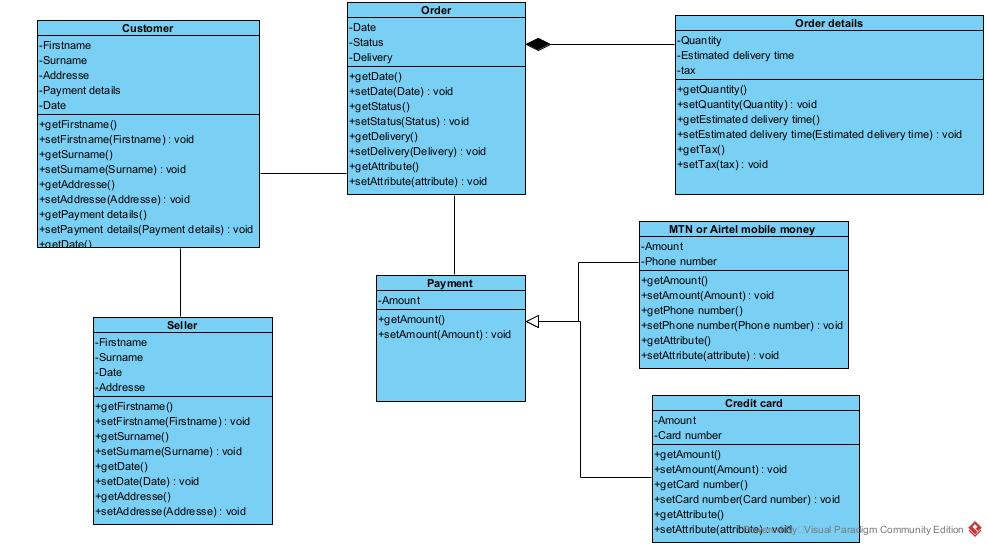 Customer
-Firstname
-Surname
-Addresse
-Payment details
-Date
+getFirstname()
+setFirstname(Firstname) : void
+getSurname()
+setSurname(Surname) : void
+getAddresse()
+setAddresse(Addresse) : void
+getPayment details()
+setPayment details(Payment details) : void
+getDate()
Order
-Date
-Status
-Delivery
+getDate()
+setDate(Date) : void
+getStatus()
+setStatus(Status) : void
+getDelivery()
+setDelivery(Delivery) : void
+getAttribute()
+setAttribute(attribute) : void
Order details
-Quantity
-Estimated delivery time
-tax
+getQuantity()
+setQuantity(Quantity) : void
+getEstimated delivery time()
+setEstimated delivery time(Estimated delivery time) : void
+getTax()
+setTax(tax) : void
Seller
-Firstname
-Surname
-Date
-Addresse
+getFirstname()
+setFirstname(Firstname) : void
+getSurname()
+setSurname(Surname) : void
+getDate()
+setDate(Date) : void
+getAddresse()
+setAddresse(Addresse) : void
Payment
-Amount
+getAmount()
+setAmount(Amount) : void
MTN or Airtel mobile money
-Amount
-Phone number
+getAmount()
+setAmount(Amount) : void
+getPhone number()
+setPhone number(Phone number) : void
+getAttribute()
+setAttribute(attribute) : void
Credit card
-Amount
-Card number
+getAmount()
+setAmount(Amount) : void
+getCard number()
+setCard number(Card number) : void
+getAttribute()
+setAttribute(attribute) : void
Visual Paradigm Community Edition